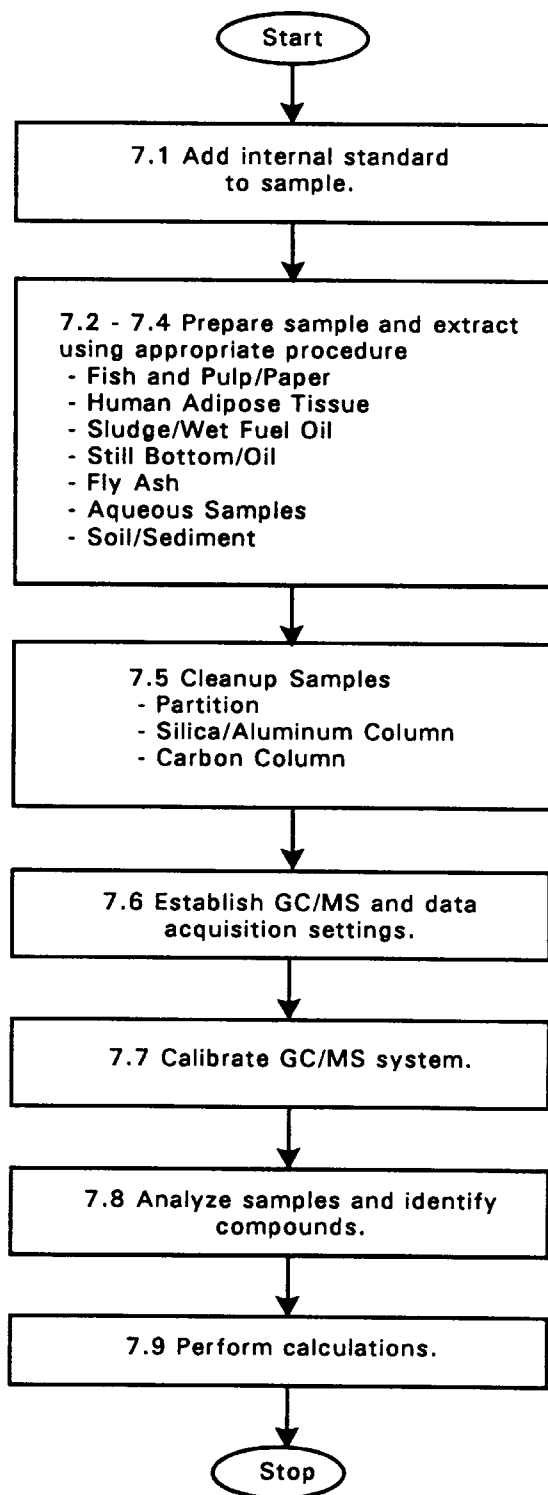 Start
7.1 Add internal standard
to sample.
7.2 - 7.4 Prepare sample and extract
using appropriate procedure
- Fish and Pulp/Paper
- Human Adipose Tissue
- Sludge/Wet Fuel Oil
- Still Bottom/Oil
- Fly Ash
- Aqueous Samples
- Soil/Sediment
7.5 Cleanup Samples
- Partition
- Silica/Aluminum Column
- Carbon Column
7.6 Establish GC/MS and data
acquisition settings.
7.7 Calibrate GC/MS system.
7.8 Analyze samples and identify
compounds.
7.9 Perform calculations.
Stop